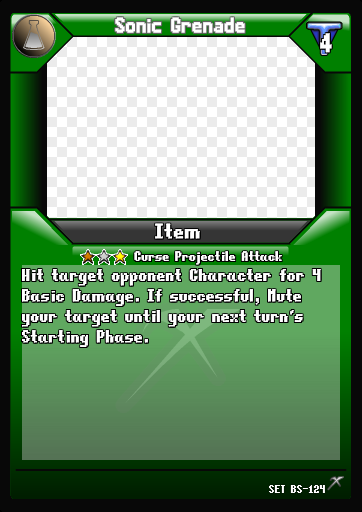 Sonic Grenade
4
Item
Curse Projectile Attack
Hit target opponent Character for 4
Basic Damage. If successful, Mute
your target until your next turn's
Starting Phase.
SET BS-124